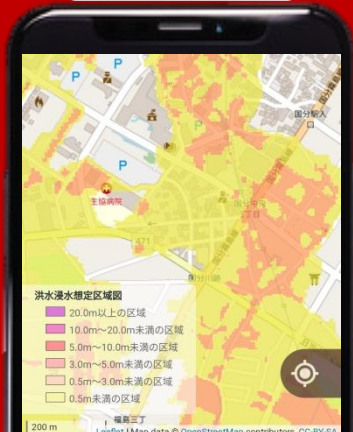 P
P
国分駅入
口
P
生協病院
471
洪水浸水想定区域図
20.0m以上の区域
10.0m〜20.0m未満の区域
5.0m〜10.0m未満の区域
3.0m〜5.0m未満の区域
0.5m〜3.0m未満の区域
0.5m未満の区域
福島三丁
200 m
Leaflet | Map data © OpenStreetMap contributors, CC-BY-SA